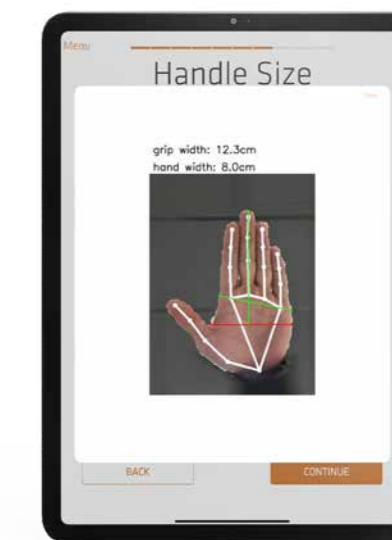 Menu
Handle Size
grip width: 12.3cm
hand width: 8.0cm
BACK
CONTINUE